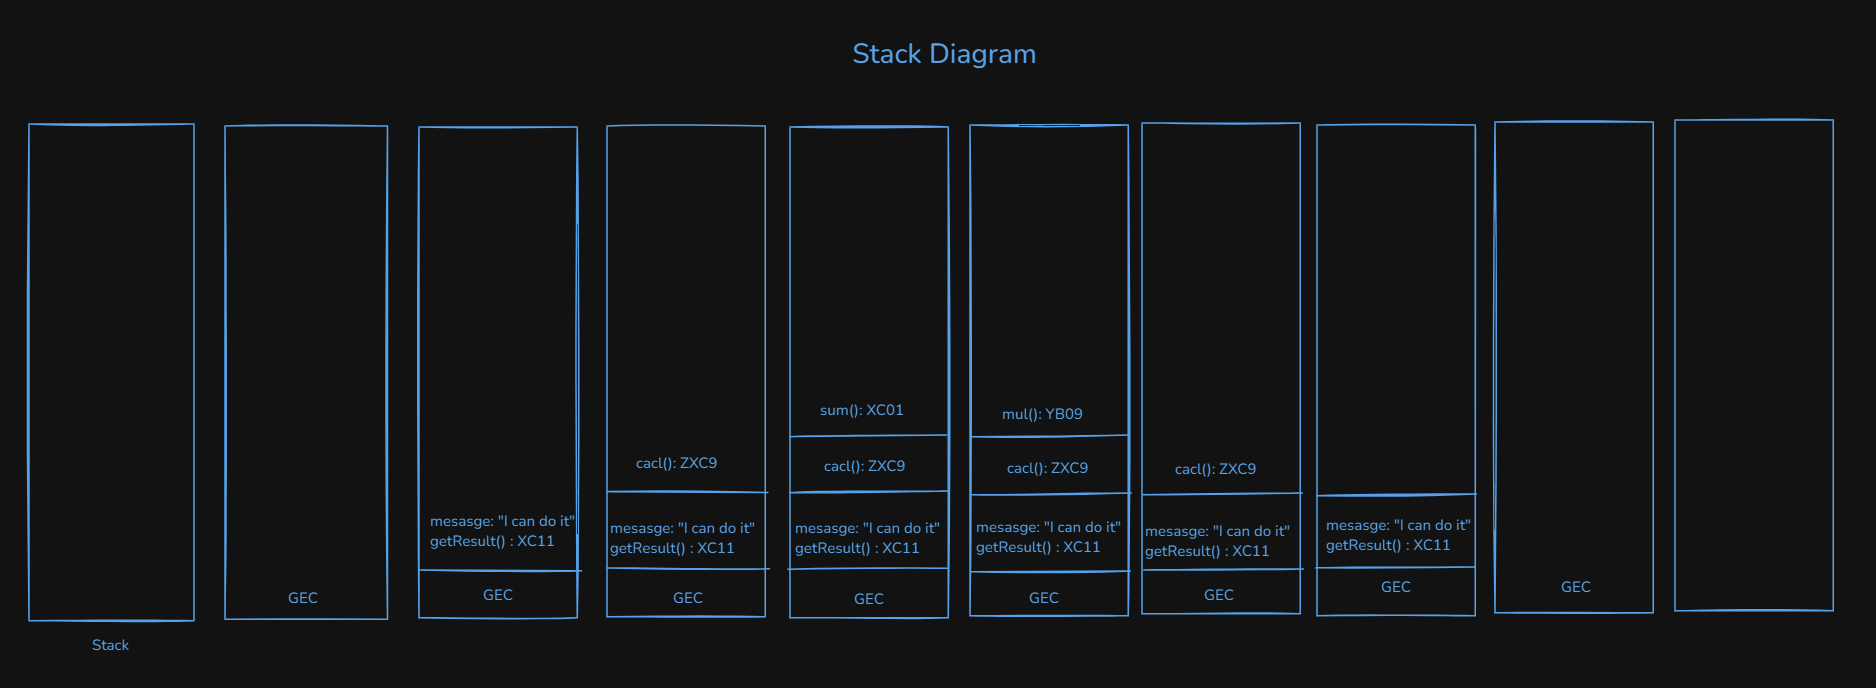 Stack Diagram
Stack
GEC
mesasge: "I can do it"
getResult() : XC11
GEC
cacl(): ZXC9
mesasge: "I can do it"
getResult() : XC11
GEC
sum(): XC01
cacl(): ZXC9
mesasge: "I can do it"
getResult() : XC11
GEC
mul(): YB09
cacl(): ZXC9
mesasge: "I can do it"
getResult() : XC11
GEC
cacl(): ZXC9
mesasge: "I can do it"
getResult() : XC11
GEC
mesasge: "I can do it"
getResult() : XC11
GEC
GEC